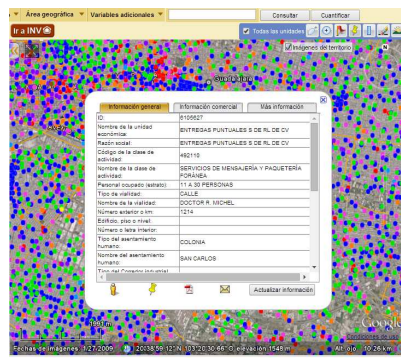 Área geográfica Variables adicionales Consultar Cuantificar
Ir a INV Todas las unidades
Imágenes del territorio
N
Guadalajara
Información general Información comercial Más información
ID: 6106627
Nombre de la unidad económica: ENTREGAS PUNTUALES S DE RL DE CV
Razón social: ENTREGAS PUNTUALES S DE RL DE CV
Código de la clase de actividad: 492110
Nombre de la clase de actividad: SERVICIOS DE MENSAJERÍA Y PAQUETERÍA FORÁNEA
Personal ocupado (estrato): 11 A 30 PERSONAS
Tipo de vialidad: CALLE
Nombre de la vialidad: DOCTOR R. MICHEL
Número exterior o km: 1214
Edificio, piso o nivel:
Número o letra interior:
Tipo del asentamiento humano: COLONIA
Nombre del asentamiento humano: SAN CARLOS
Tipo del Corredor industrial
Actualizar información
1991 m
Google
Fechas de imágenes: 1/27/2009 20°38'59.12" N 103°20'30.66" O elevación 1548 m Alt. ojo 10.26 km